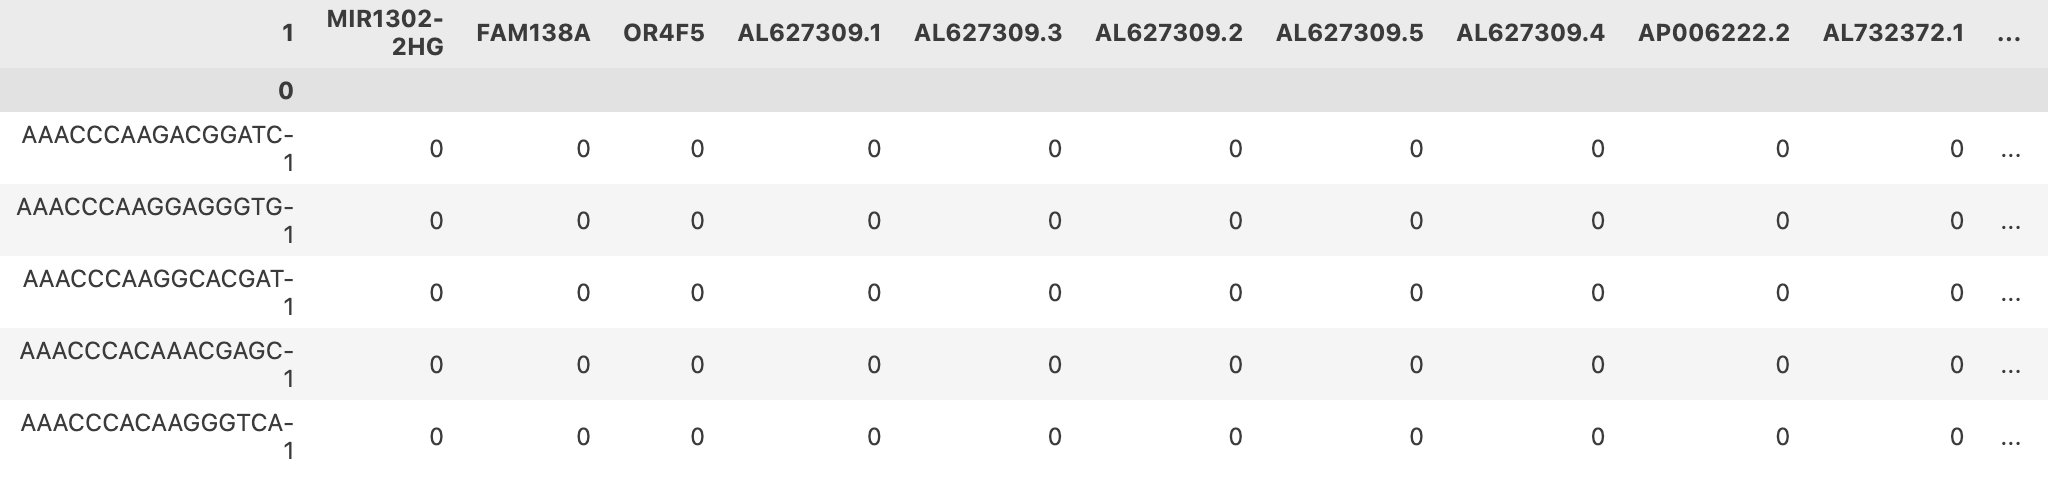 1 MIR1302-2HG FAM138A OR4F5 AL627309.1 AL627309.3 AL627309.2 AL627309.5 AL627309.4 AP006222.2 AL732372.1 ...
0
AAACCCAAGACGGATC-1 0 0 0 0 0 0 0 0 0 0 ...
AAACCCAAGGAGGGTG-1 0 0 0 0 0 0 0 0 0 0 ...
AAACCCAAGGCACGAT-1 0 0 0 0 0 0 0 0 0 0 ...
AAACCCACAAACGAGC-1 0 0 0 0 0 0 0 0 0 0 ...
AAACCCACAAGGGTCA-1 0 0 0 0 0 0 0 0 0 0 ...